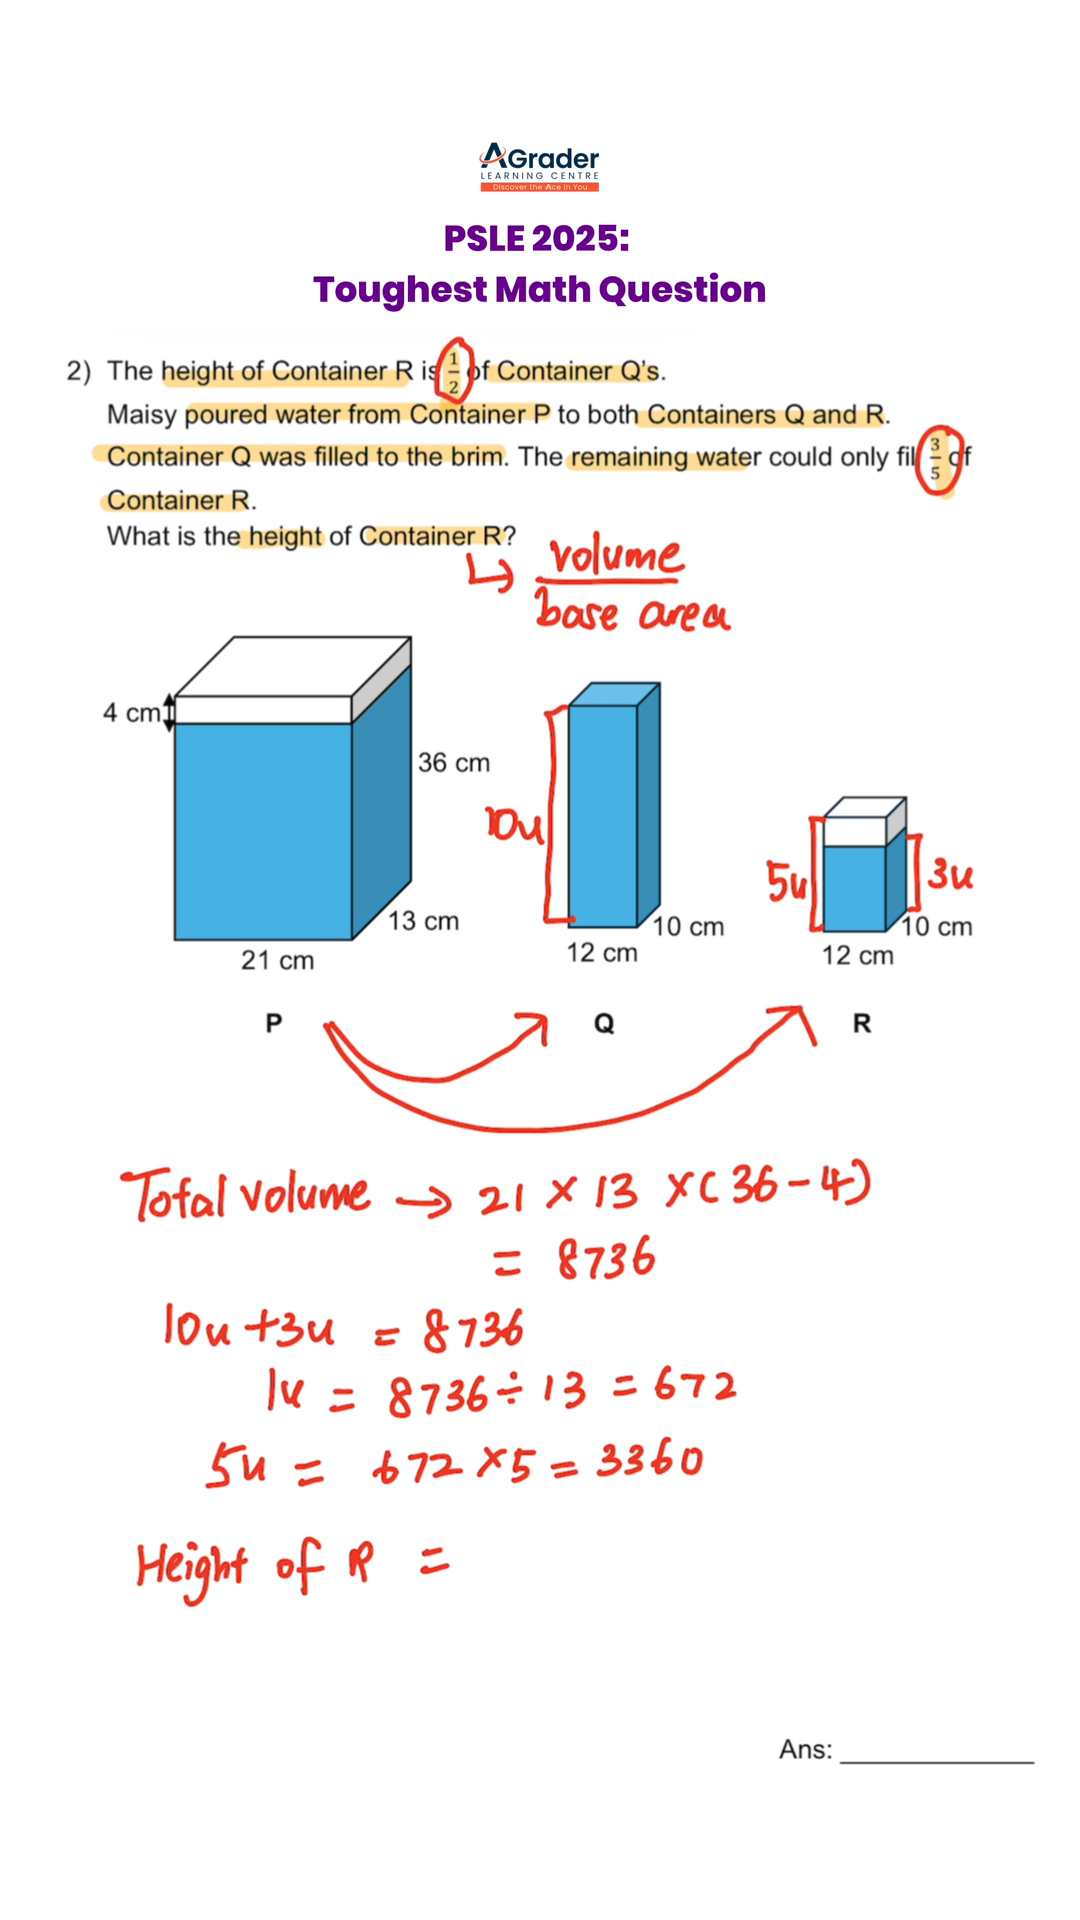 AGrader
LEARNING CENTRE
Discover the Ace in You
PSLE 2025:
Toughest Math Question
2) The height of Container R is 1/2 of Container Q's.
Maisy poured water from Container P to both Containers Q and R.
Container Q was filled to the brim. The remaining water could only fill 3/5 of
Container R.
What is the height of Container R?
↳ volume
base area
4 cm
36 cm
13 cm
21 cm
P
10u
10 cm
12 cm
Q
5u
3u
10 cm
12 cm
R
Total volume → 21 × 13 × (36 - 4)
= 8736
10u + 3u = 8736
1u = 8736 ÷ 13 = 672
5u = 672 × 5 = 3360
Height of R =
Ans: